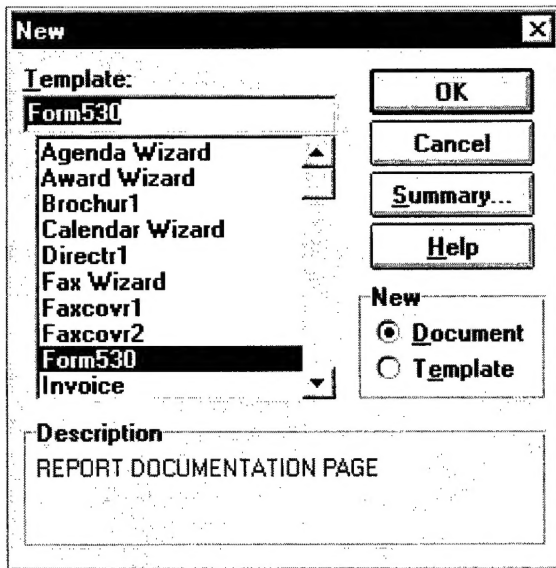 New
Template:
Form530
Agenda Wizard
Award Wizard
Brochur1
Calendar Wizard
Directr1
Fax Wizard
Faxcovr1
Faxcovr2
Form530
Invoice
OK
Cancel
Summary...
Help
New
Document
Template
Description
REPORT DOCUMENTATION PAGE